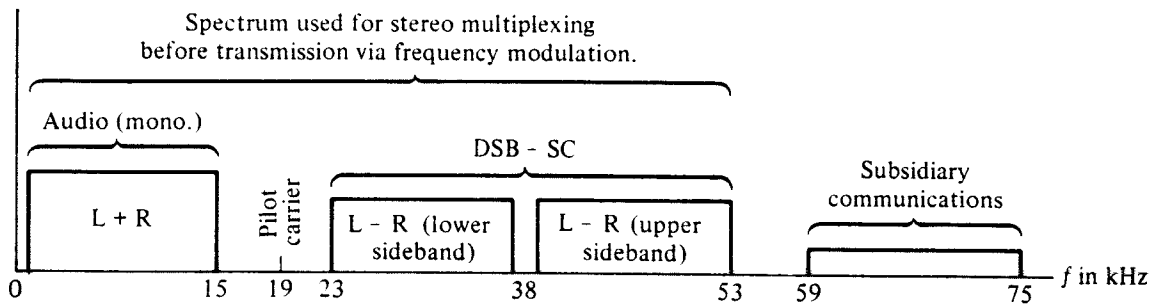 Spectrum used for stereo multiplexing
before transmission via frequency modulation.
Audio (mono.)
DSB - SC
Subsidiary
communications
L + R
Pilot
carrier
L - R (lower
sideband)
L - R (upper
sideband)
0
15
19
23
38
53
59
75
f in kHz